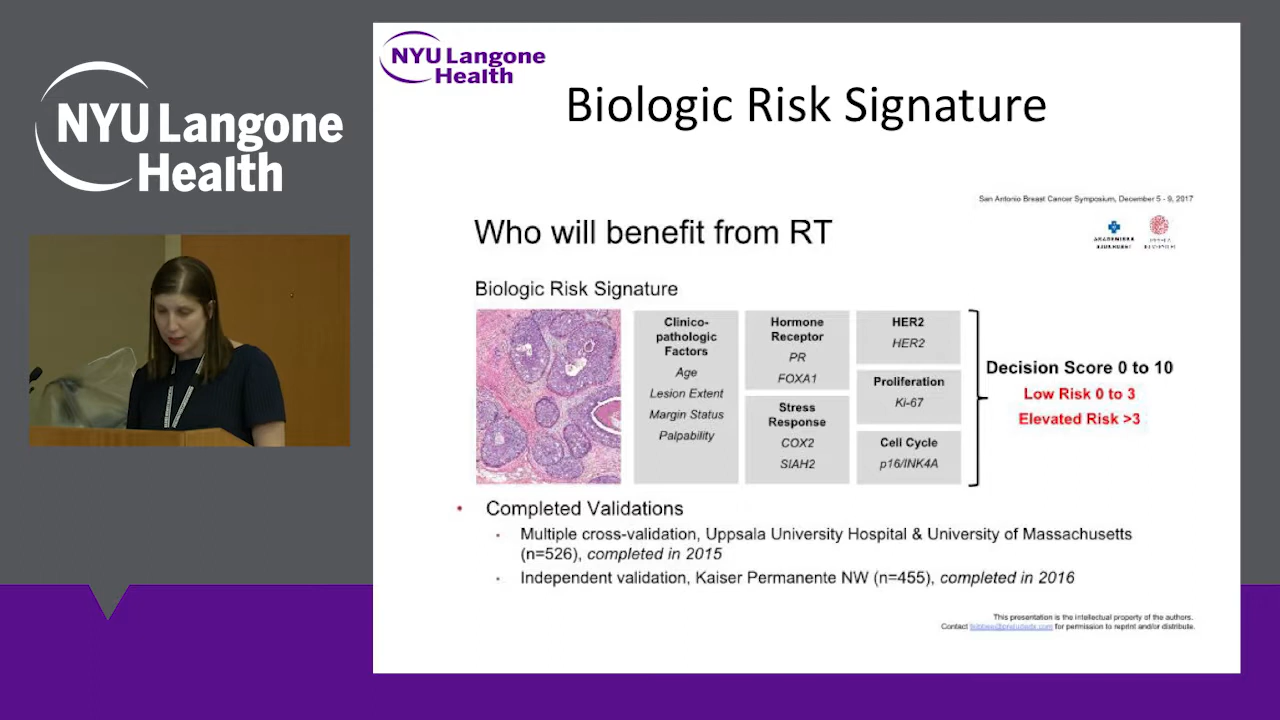 NYU Langone
Health
NYU Langone
Health
Biologic Risk Signature
San Antonio Breast Cancer Symposium, December 5 - 9, 2017
Who will benefit from RT
AKADEMISKA
Biologic Risk Signature
Clinico-
pathologic
Factors
Age
Lesion Extent
Margin Status
Palpability
Hormone
Receptor
PR
FOXA1
Stress
Response
COX2
SIAH2
HER2
HER2
Proliferation
Ki-67
Cell Cycle
p16/INK4A
Decision Score 0 to 10
Low Risk 0 to 3
Elevated Risk >3
• Completed Validations
• Multiple cross-validation, Uppsala University Hospital & University of Massachusetts
(n=526), completed in 2015
• Independent validation, Kaiser Permanente NW (n=455), completed in 2016
This presentation is the intellectual property of the authors.
Contact for permission to reprint and/or distribute.